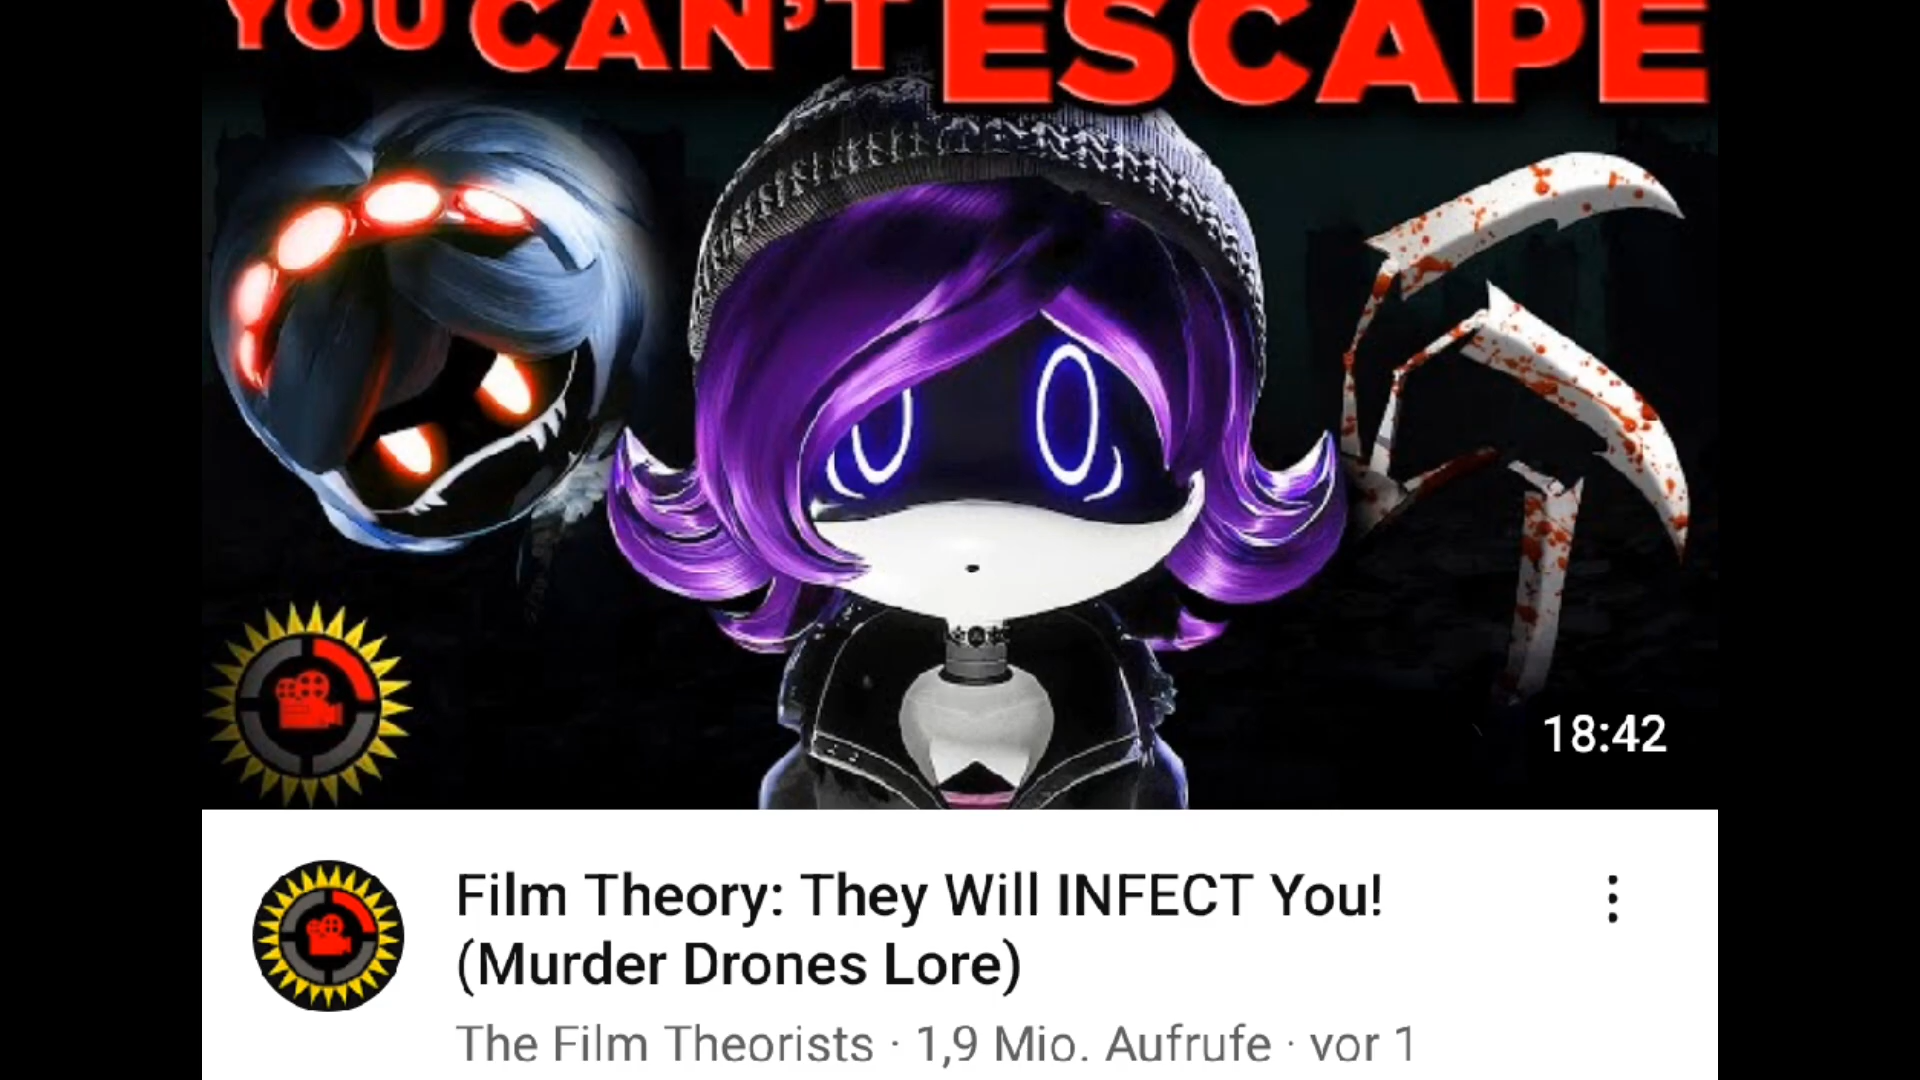 YOU CAN'T ESCAPE
18:42
Film Theory: They Will INFECT You!
(Murder Drones Lore)
The Film Theorists · 1,9 Mio. Aufrufe · vor 1